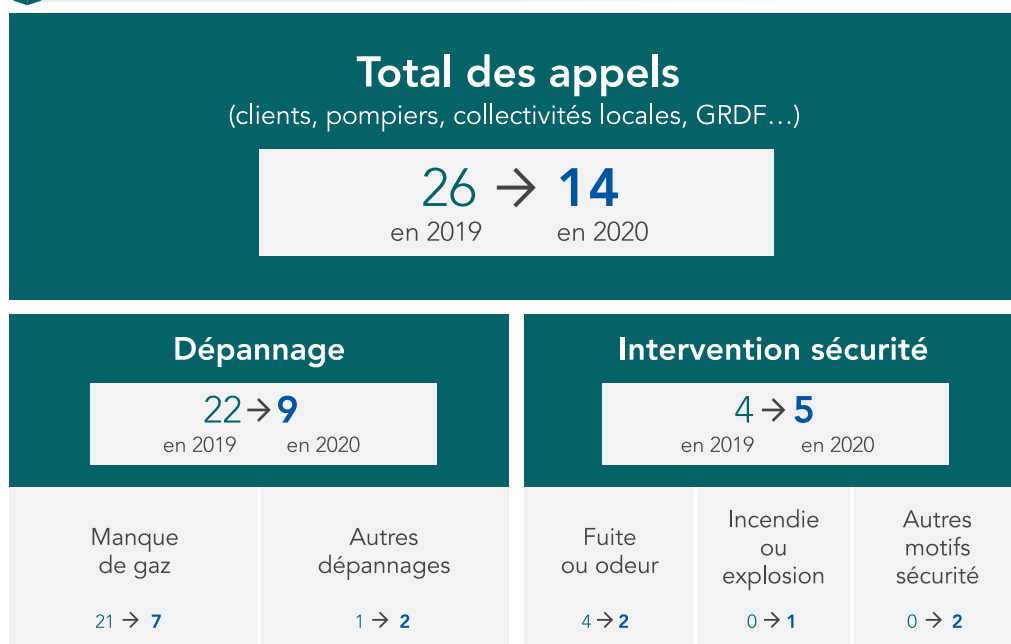 Total des appels
(clients, pompiers, collectivités locales, GRDF...)
26 → 14
en 2019 en 2020
Dépannage
22 → 9
en 2019 en 2020
Manque
de gaz
21 → 7
Autres
dépannages
1 → 2
Intervention sécurité
4 → 5
en 2019 en 2020
Fuite
ou odeur
4 → 2
Incendie
ou
explosion
0 → 1
Autres
motifs
sécurité
0 → 2